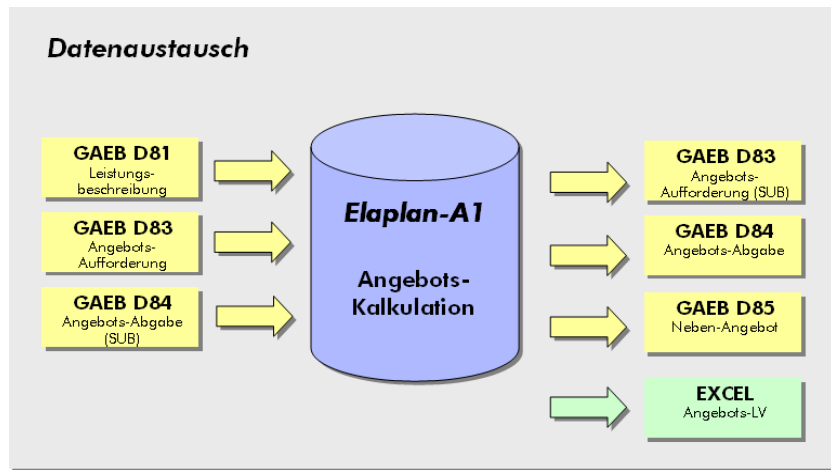 Datenaustausch
GAEB D81
Leistungs-
beschreibung
GAEB D83
Angebots-
Aufforderung
GAEB D84
Angebots-Abgabe
(SUB)
Elaplan-A1
Angebots-
Kalkulation
GAEB D83
Angebots-
Aufforderung (SUB)
GAEB D84
Angebots-Abgabe
GAEB D85
Neben-Angebot
EXCEL
Angebots-LV